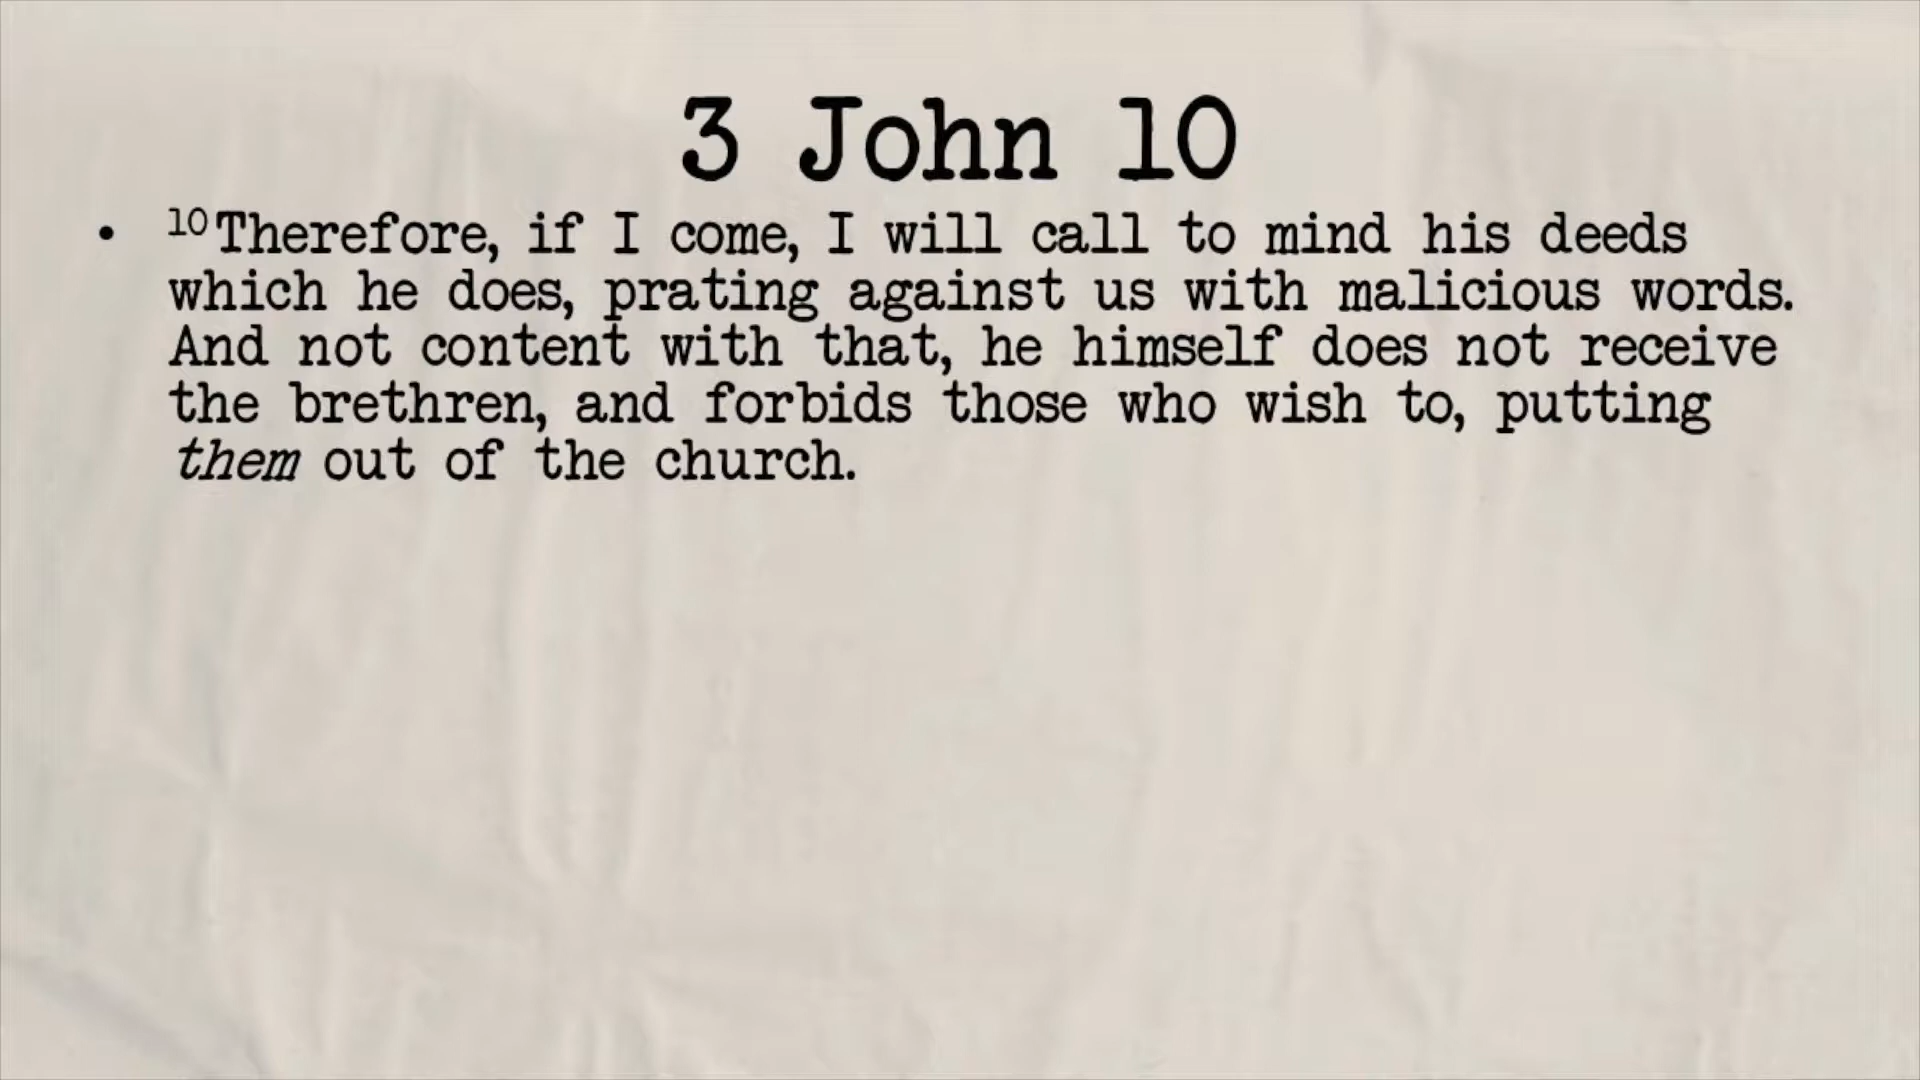 3 John 10
• 10Therefore, if I come, I will call to mind his deeds
which he does, prating against us with malicious words.
And not content with that, he himself does not receive
the brethren, and forbids those who wish to, putting
them out of the church.